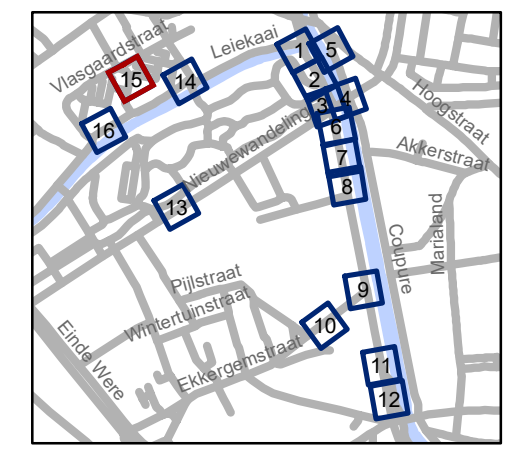 Vlasgaardstraat
Leiekaai
1
5
15
14
2
3
4
Hoogstraat
16
6
Nieuwewandeling
7
Akkerstraat
8
13
Marialand
Coupure
Pijlstraat
9
Wintertuinstraat
10
Einde Were
Ekkergemstraat
11
12